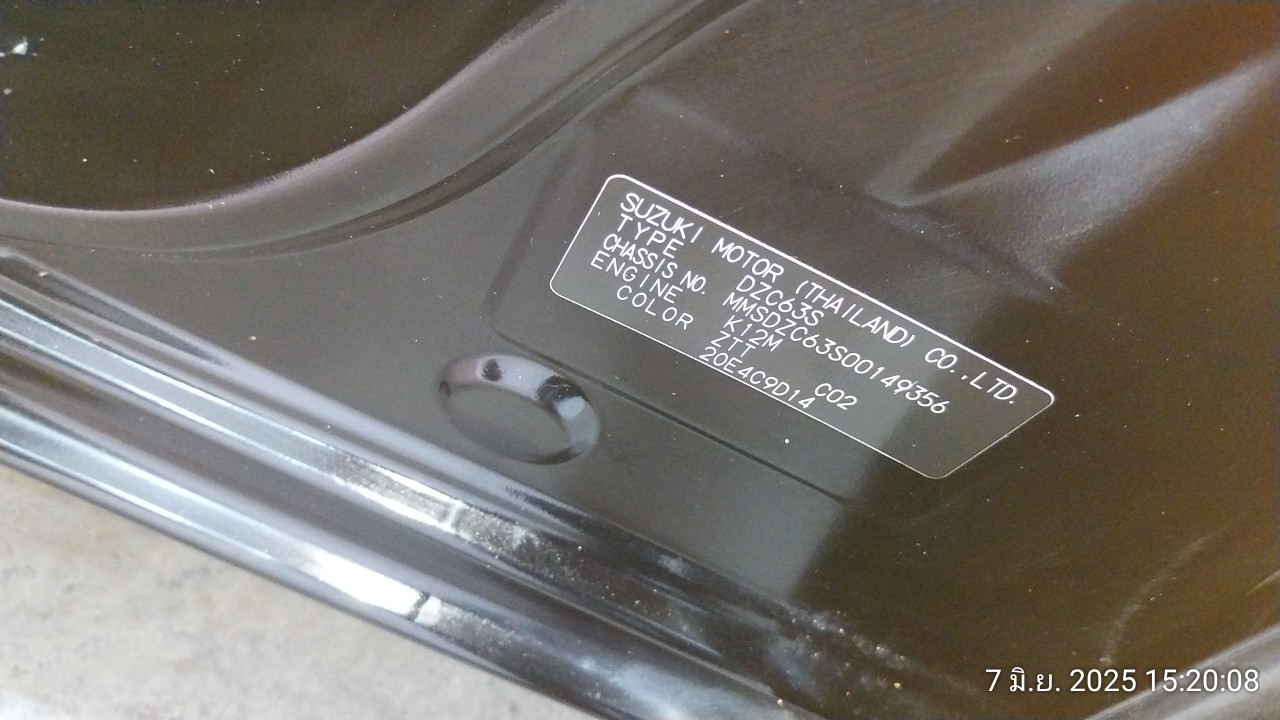 SUZUKI MOTOR (THAILAND) CO.,LTD.
TYPE DZC63S
CHASSIS NO. MMSDZC63S00149356
ENGINE K12M
COLOR ZTT C02
20E4C9D14
7 มิ.ย. 2025 15:20:08